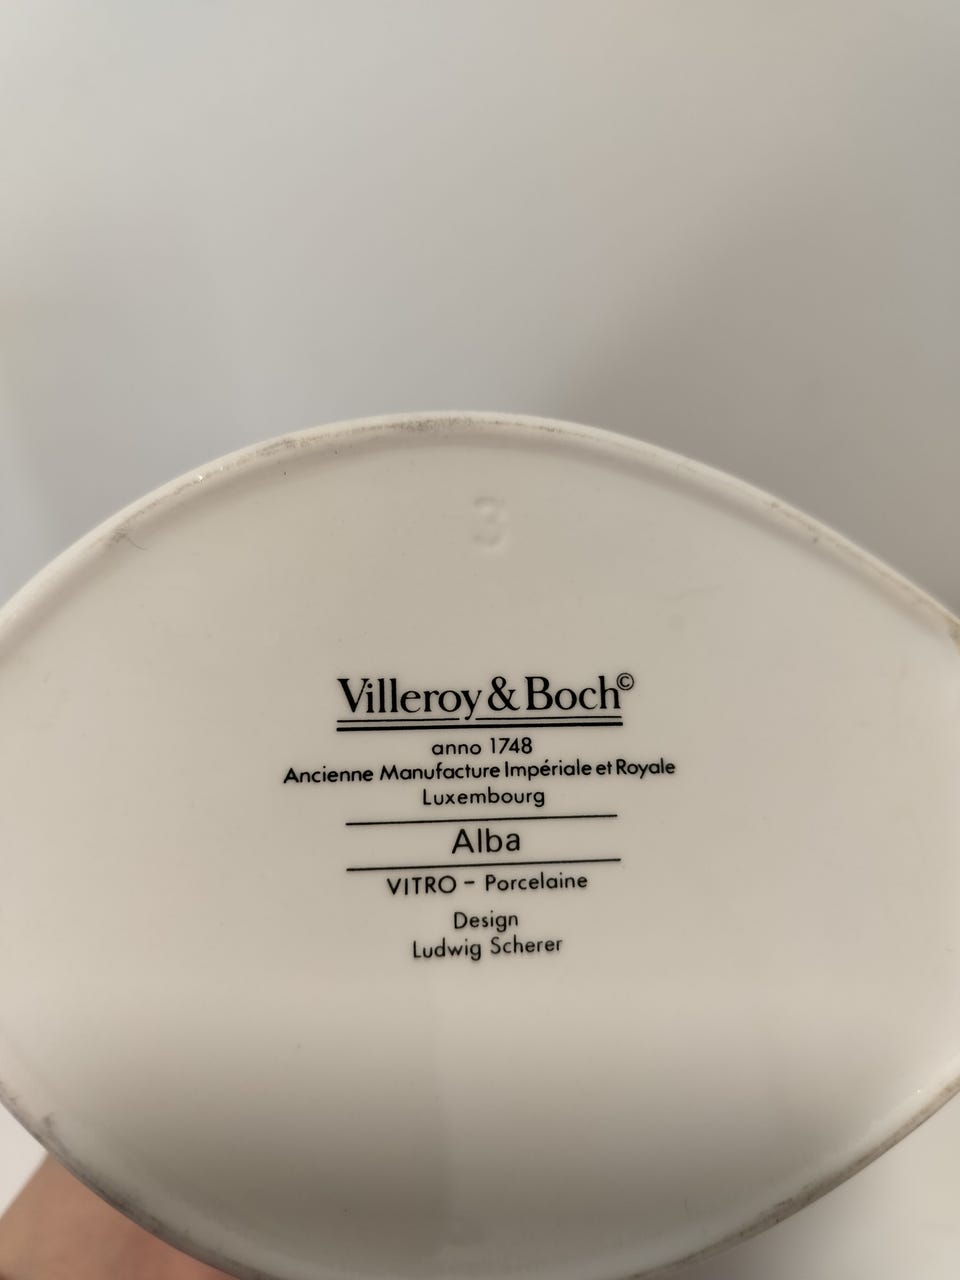 3
Villeroy & Boch©
anno 1748
Ancienne Manufacture Impériale et Royale
Luxembourg
Alba
VITRO - Porcelaine
Design
Ludwig Scherer